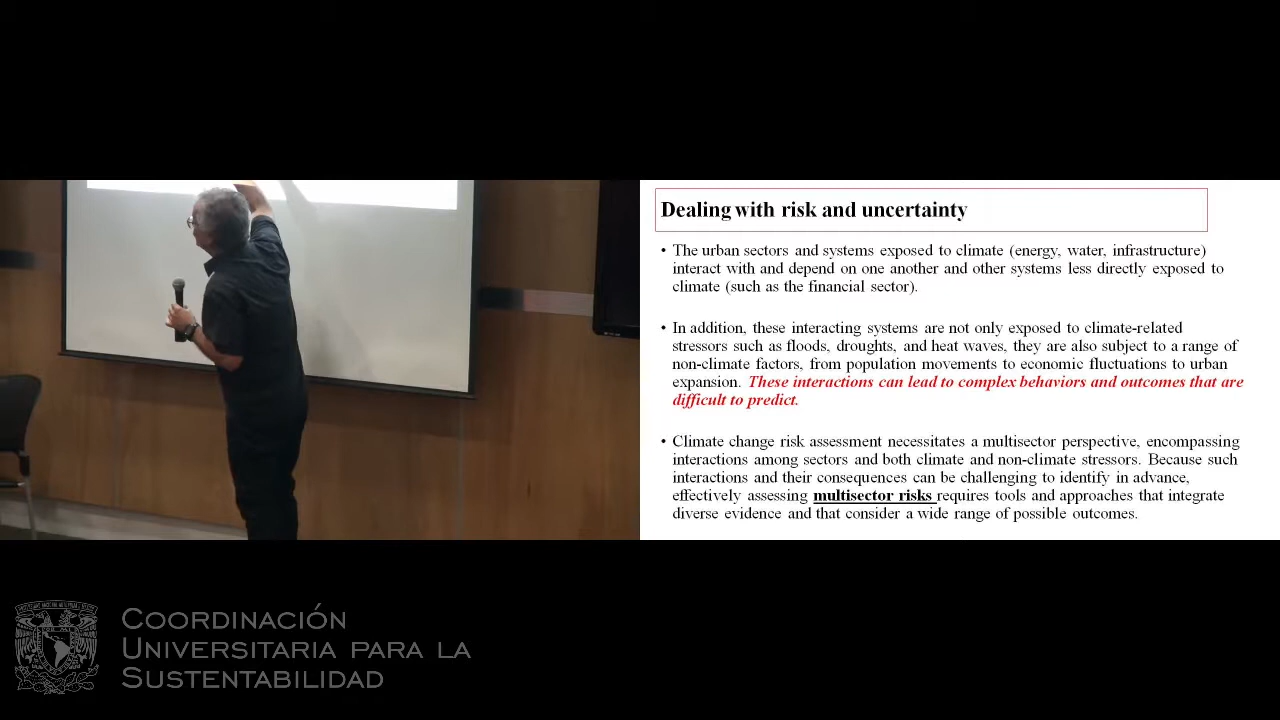 Dealing with risk and uncertainty
• The urban sectors and systems exposed to climate (energy, water, infrastructure)
interact with and depend on one another and other systems less directly exposed to
climate (such as the financial sector).
• In addition, these interacting systems are not only exposed to climate-related
stressors such as floods, droughts, and heat waves, they are also subject to a range of
non-climate factors, from population movements to economic fluctuations to urban
expansion. These interactions can lead to complex behaviors and outcomes that are
difficult to predict.
• Climate change risk assessment necessitates a multisector perspective, encompassing
interactions among sectors and both climate and non-climate stressors. Because such
interactions and their consequences can be challenging to identify in advance,
effectively assessing multisector risks requires tools and approaches that integrate
diverse evidence and that consider a wide range of possible outcomes.
COORDINACIÓN
UNIVERSITARIA PARA LA
SUSTENTABILIDAD